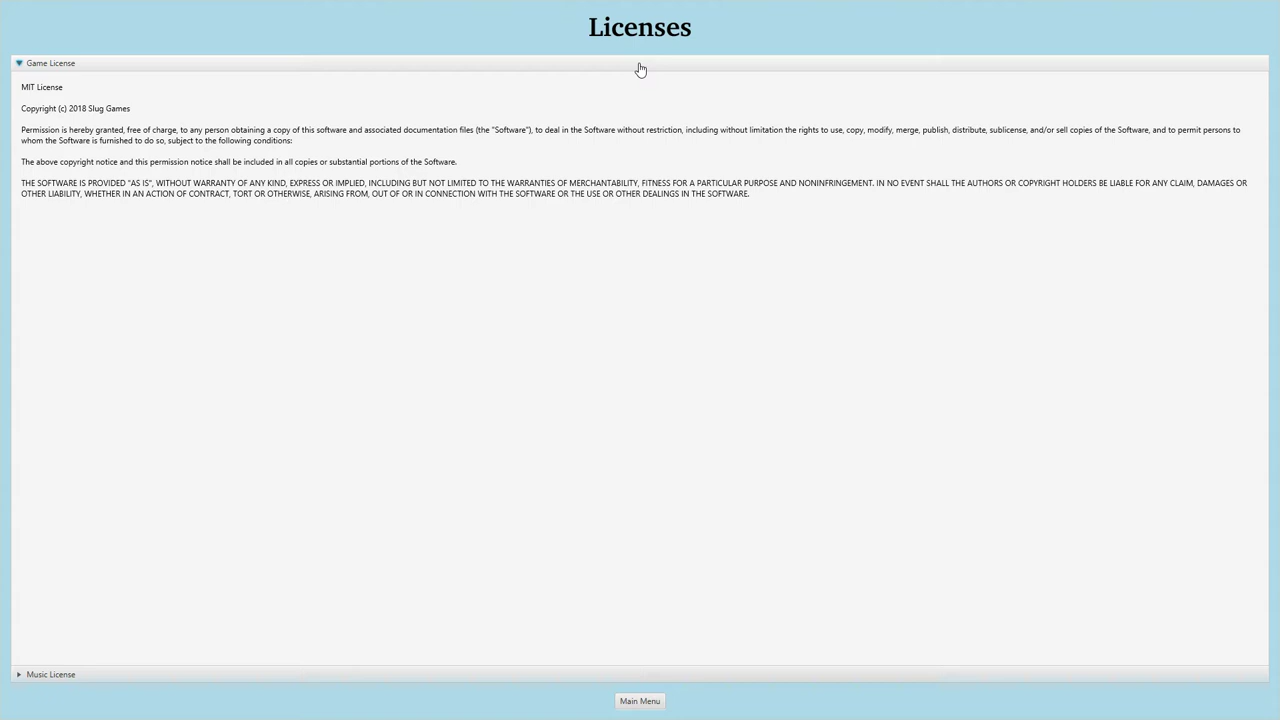 Licenses
Game License
MIT License
Copyright (c) 2018 Slug Games
Permission is hereby granted, free of charge, to any person obtaining a copy of this software and associated documentation files (the "Software"), to deal in the Software without restriction, including without limitation the rights to use, copy, modify, merge, publish, distribute, sublicense, and/or sell copies of the Software, and to permit persons to
whom the Software is furnished to do so, subject to the following conditions:
The above copyright notice and this permission notice shall be included in all copies or substantial portions of the Software.
THE SOFTWARE IS PROVIDED "AS IS", WITHOUT WARRANTY OF ANY KIND, EXPRESS OR IMPLIED, INCLUDING BUT NOT LIMITED TO THE WARRANTIES OF MERCHANTABILITY, FITNESS FOR A PARTICULAR PURPOSE AND NONINFRINGEMENT. IN NO EVENT SHALL THE AUTHORS OR COPYRIGHT HOLDERS BE LIABLE FOR ANY CLAIM, DAMAGES OR
OTHER LIABILITY, WHETHER IN AN ACTION OF CONTRACT, TORT OR OTHERWISE, ARISING FROM, OUT OF OR IN CONNECTION WITH THE SOFTWARE OR THE USE OR OTHER DEALINGS IN THE SOFTWARE.
Music License
Main Menu